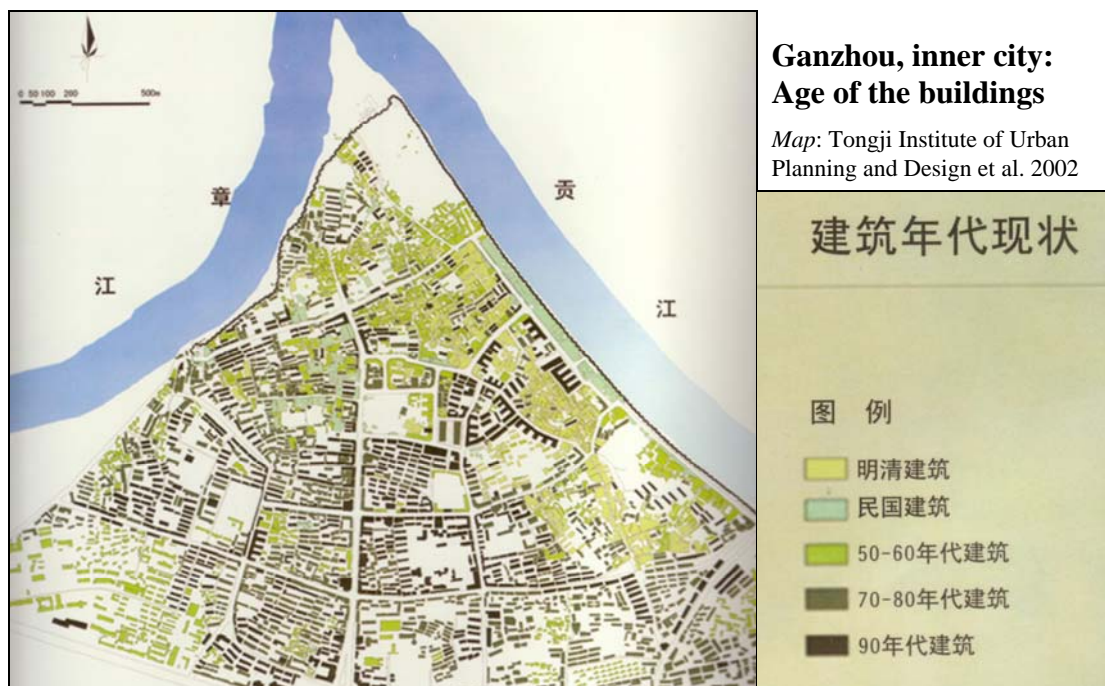 0 50 100 200 500m
章
江
贡
江
Ganzhou, inner city:
Age of the buildings
Map: Tongji Institute of Urban
Planning and Design et al. 2002
建筑年代现状
图 例
明清建筑
民国建筑
50-60年代建筑
70-80年代建筑
90年代建筑